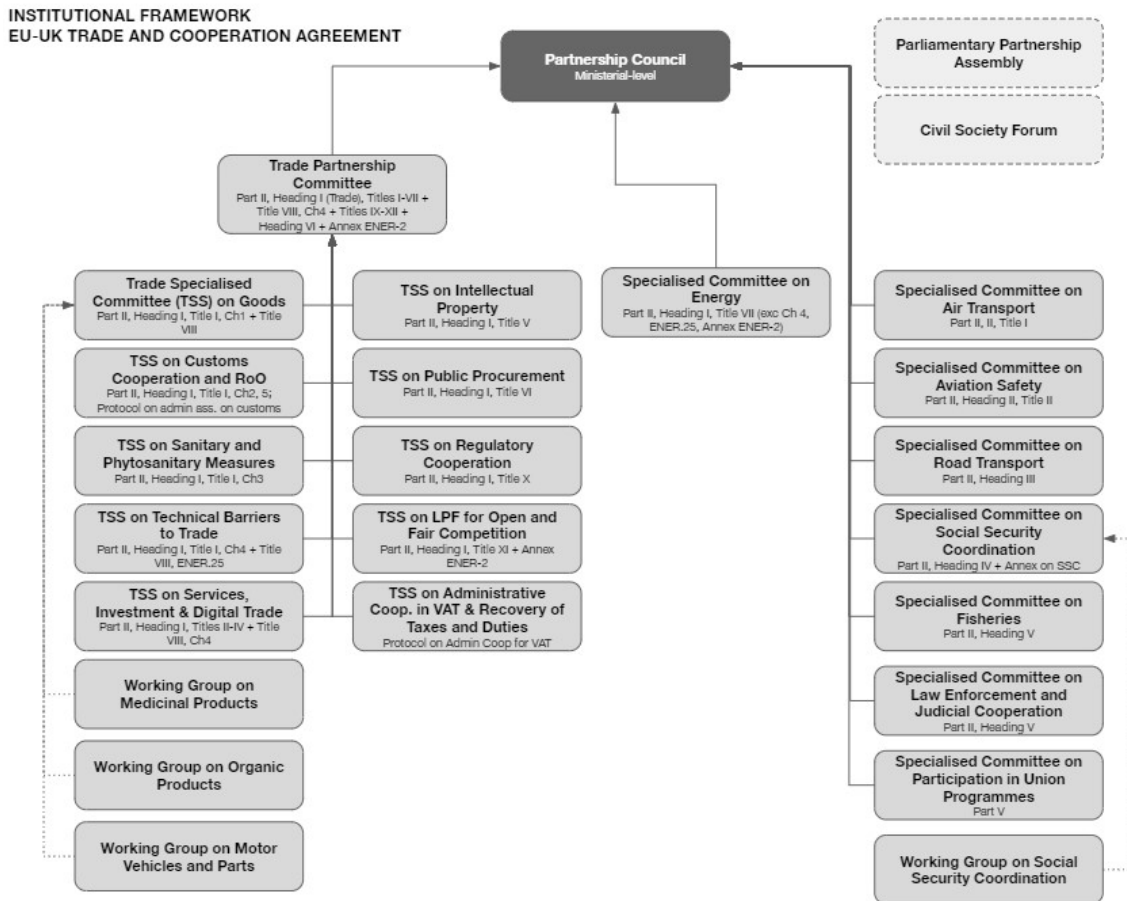 INSTITUTIONAL FRAMEWORK
EU-UK TRADE AND COOPERATION AGREEMENT
Partnership Council
Ministerial-level
Parliamentary Partnership
Assembly
Civil Society Forum
Trade Partnership
Committee
Part II, Heading I (Trade), Titles I-VII +
Title VIII, Ch4 + Titles IX-XII +
Heading VI + Annex ENER-2
Trade Specialised
Committee (TSS) on Goods
Part II, Heading I, Title I, Ch1 + Title
VIII
TSS on Customs
Cooperation and RoO
Part II, Heading I, Title I, Ch2, 5;
Protocol on admin ass. on customs
TSS on Sanitary and
Phytosanitary Measures
Part II, Heading I, Title I, Ch3
TSS on Technical Barriers
to Trade
Part II, Heading I, Title I, Ch4 + Title
VIII, ENER.25
TSS on Services,
Investment & Digital Trade
Part II, Heading I, Titles II-IV + Title
VIII, Ch4
Working Group on
Medicinal Products
Working Group on Organic
Products
Working Group on Motor
Vehicles and Parts
TSS on Intellectual
Property
Part II, Heading I, Title V
TSS on Public Procurement
Part II, Heading I, Title VI
TSS on Regulatory
Cooperation
Part II, Heading I, Title X
TSS on LPF for Open and
Fair Competition
Part II, Heading I, Title XI + Annex
ENER-2
TSS on Administrative
Coop. in VAT & Recovery of
Taxes and Duties
Protocol on Admin Coop for VAT
Specialised Committee on
Energy
Part II, Heading I, Title VII (exc Ch 4,
ENER.25, Annex ENER-2)
Specialised Committee on
Air Transport
Part II, II, Title I
Specialised Committee on
Aviation Safety
Part II, Heading II, Title II
Specialised Committee on
Road Transport
Part II, Heading III
Specialised Committee on
Social Security
Coordination
Part II, Heading IV + Annex on SSC
Specialised Committee on
Fisheries
Part II, Heading V
Specialised Committee on
Law Enforcement and
Judicial Cooperation
Part II, Heading V
Specialised Committee on
Participation in Union
Programmes
Part V
Working Group on Social
Security Coordination